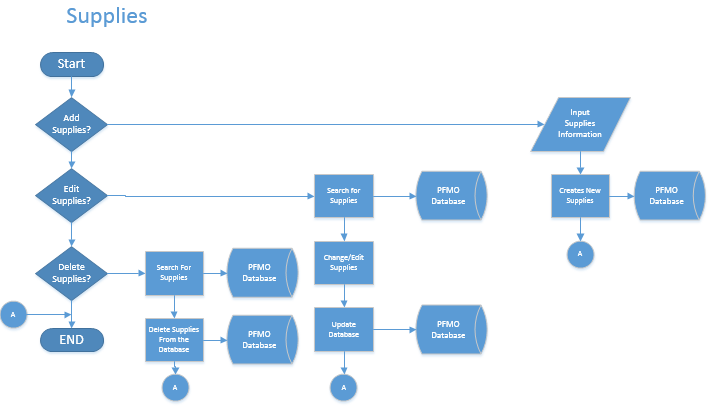 Supplies
Start
Add
Supplies?
Input
Supplies
Information
Edit
Supplies?
Search for
Supplies
PFMO
Database
Creates New
Supplies
PFMO
Database
Delete
Supplies?
Search For
Supplies
PFMO
Database
Change/Edit
Supplies
A
A
END
Delete Supplies
From the
Database
PFMO
Database
Update
Database
PFMO
Database
A
A